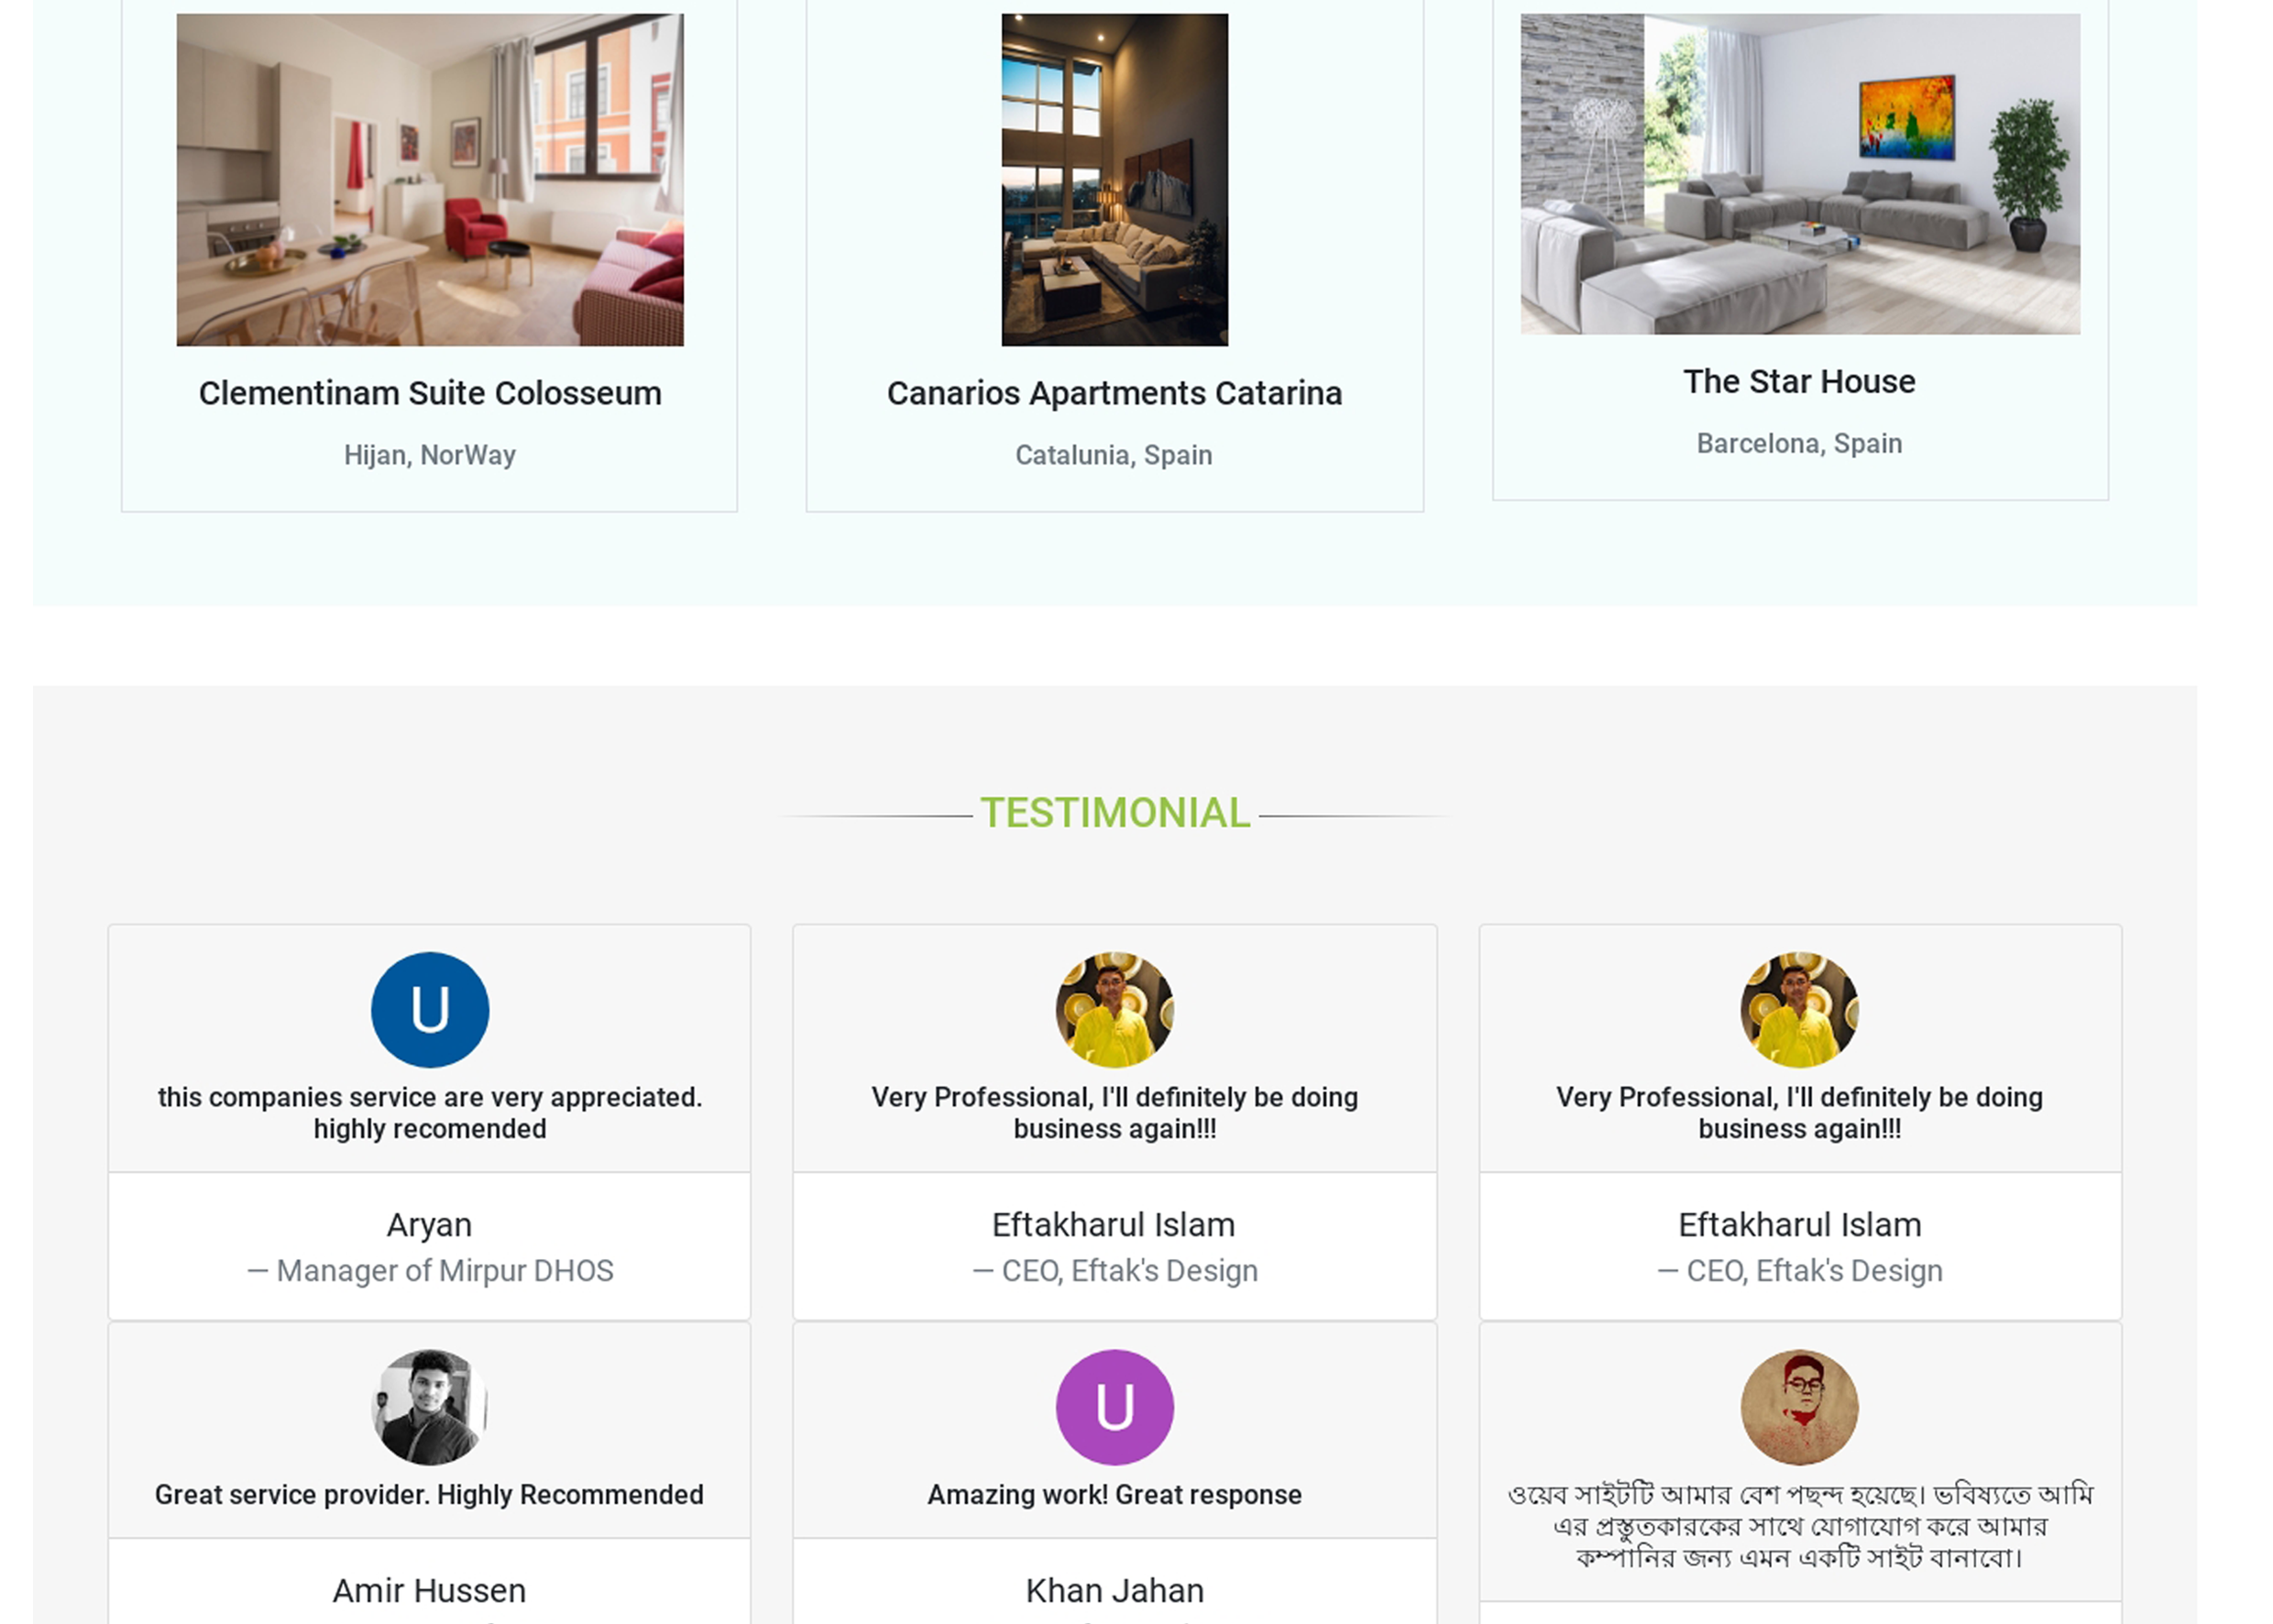 Clementinam Suite Colosseum
Hijan, NorWay
Canarios Apartments Catarina
Catalunia, Spain
The Star House
Barcelona, Spain
TESTIMONIAL
U
this companies service are very appreciated.
highly recomended
Aryan
— Manager of Mirpur DHOS
Very Professional, I'll definitely be doing
business again!!!
Eftakharul Islam
— CEO, Eftak's Design
Very Professional, I'll definitely be doing
business again!!!
Eftakharul Islam
— CEO, Eftak's Design
Great service provider. Highly Recommended
Amir Hussen
U
Amazing work! Great response
Khan Jahan
ওয়েব সাইটটি আমার বেশ পছন্দ হয়েছে। ভবিষ্যতে আমি
এর প্রস্তুতকারকের সাথে যোগাযোগ করে আমার
কম্পানির জন্য এমন একটি সাইট বানাবো।